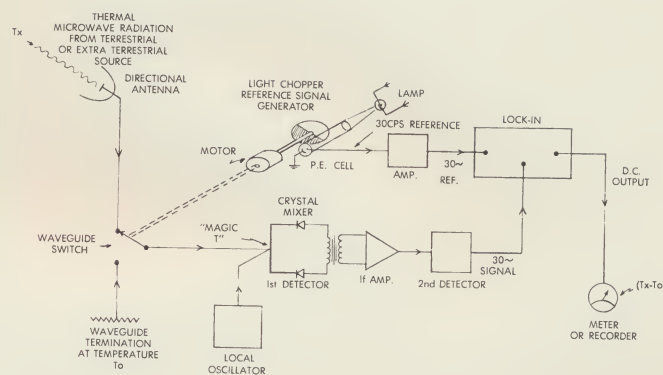 THERMAL
MICROWAVE RADIATION
FROM TERRESTRIAL
OR EXTRA TERRESTRIAL
SOURCE
Tx
DIRECTIONAL
ANTENNA
LIGHT CHOPPER
REFERENCE SIGNAL
GENERATOR
LAMP
30CPS REFERENCE
MOTOR
P.E. CELL
AMP.
30~
REF.
LOCK-IN
D.C.
OUTPUT
WAVEGUIDE
SWITCH
"MAGIC
T"
CRYSTAL
MIXER
1st DETECTOR
If AMP.
2nd DETECTOR
30~
SIGNAL
(Tx-To)
METER
OR RECORDER
WAVEGUIDE
TERMINATION
AT TEMPERATURE
To
LOCAL
OSCILLATOR